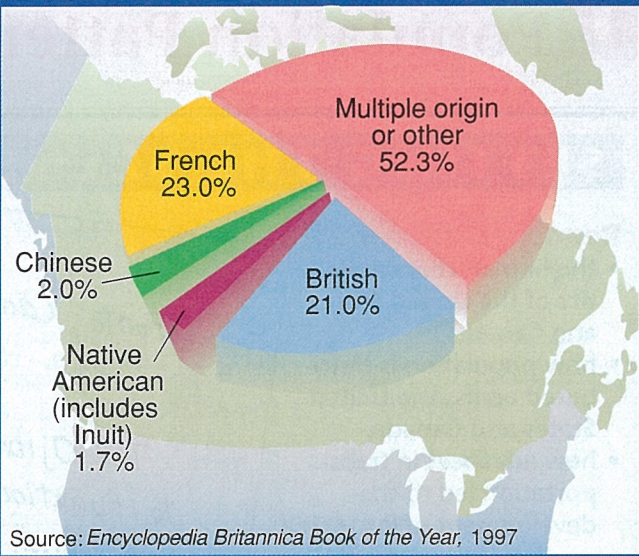 Multiple origin
or other
52.3%
French
23.0%
Chinese
2.0%
British
21.0%
Native
American
(includes
Inuit)
1.7%
Source: Encyclopedia Britannica Book of the Year, 1997